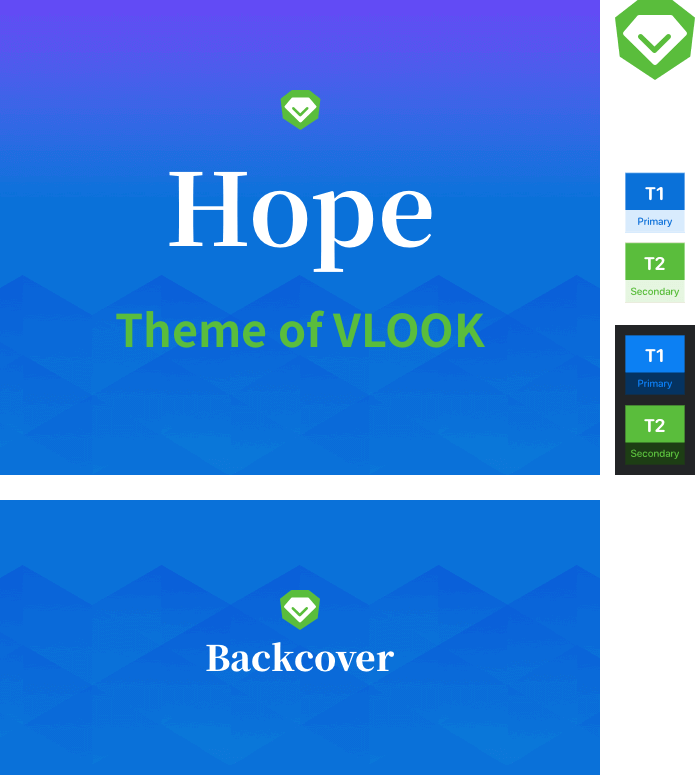 Hope
Theme of VLOOK
T1
Primary
T2
Secondary
T1
Primary
T2
Secondary
Backcover